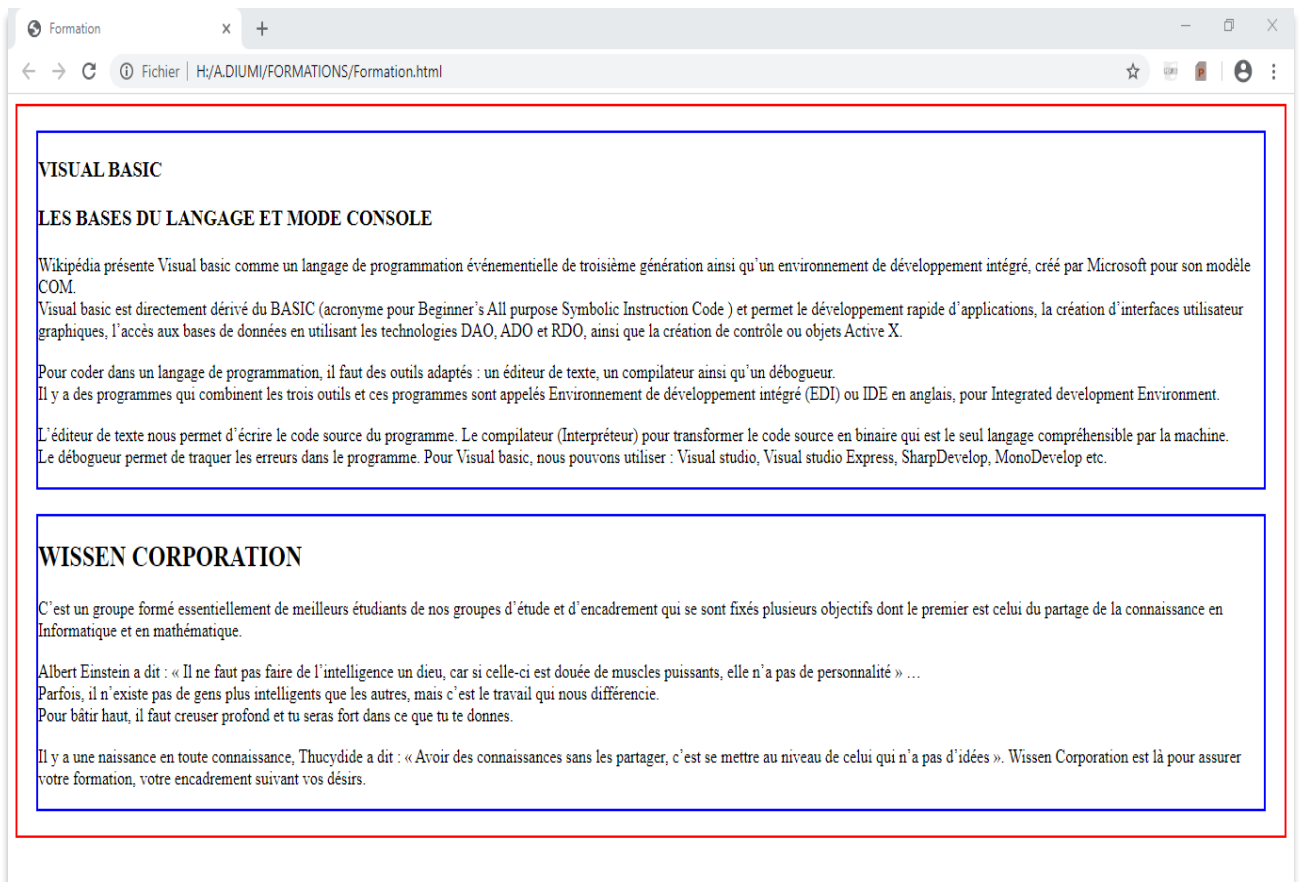 Formation
Fichier | H:/A.DIUMI/FORMATIONS/Formation.html
VISUAL BASIC
LES BASES DU LANGAGE ET MODE CONSOLE
Wikipédia présente Visual basic comme un langage de programmation événementielle de troisième génération ainsi qu’un environnement de développement intégré, créé par Microsoft pour son modèle
COM.
Visual basic est directement dérivé du BASIC (acronyme pour Beginner’s All purpose Symbolic Instruction Code ) et permet le développement rapide d’applications, la création d’interfaces utilisateur
graphiques, l’accès aux bases de données en utilisant les technologies DAO, ADO et RDO, ainsi que la création de contrôle ou objets Active X.
Pour coder dans un langage de programmation, il faut des outils adaptés : un éditeur de texte, un compilateur ainsi qu’un débogueur.
Il y a des programmes qui combinent les trois outils et ces programmes sont appelés Environnement de développement intégré (EDI) ou IDE en anglais, pour Integrated development Environment.
L’éditeur de texte nous permet d’écrire le code source du programme. Le compilateur (Interpréteur) pour transformer le code source en binaire qui est le seul langage compréhensible par la machine.
Le débogueur permet de traquer les erreurs dans le programme. Pour Visual basic, nous pouvons utiliser : Visual studio, Visual studio Express, SharpDevelop, MonoDevelop etc.
WISSEN CORPORATION
C’est un groupe formé essentiellement de meilleurs étudiants de nos groupes d’étude et d’encadrement qui se sont fixés plusieurs objectifs dont le premier est celui du partage de la connaissance en
Informatique et en mathématique.
Albert Einstein a dit : « Il ne faut pas faire de l’intelligence un dieu, car si celle-ci est douée de muscles puissants, elle n’a pas de personnalité » …
Parfois, il n’existe pas de gens plus intelligents que les autres, mais c’est le travail qui nous différencie.
Pour bâtir haut, il faut creuser profond et tu seras fort dans ce que tu te donnes.
Il y a une naissance en toute connaissance, Thucydide a dit : « Avoir des connaissances sans les partager, c’est se mettre au niveau de celui qui n’a pas d’idées ». Wissen Corporation est là pour assurer
votre formation, votre encadrement suivant vos désirs.